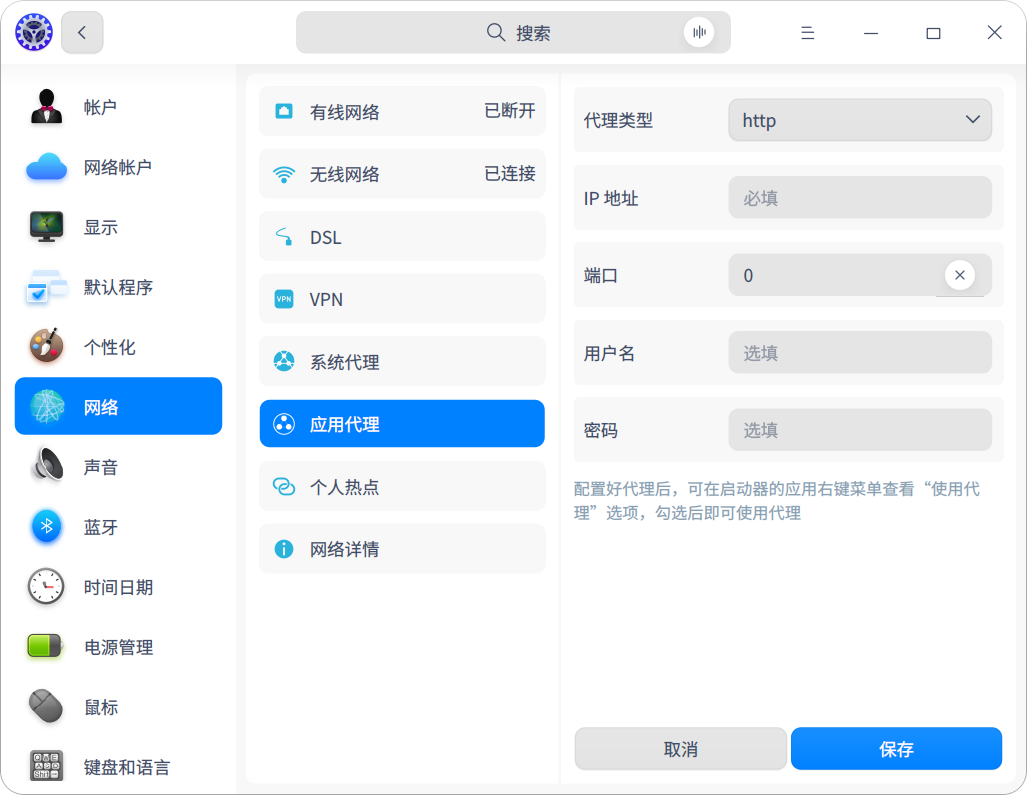 搜索
帐户
网络帐户
显示
默认程序
个性化
网络
声音
蓝牙
时间日期
电源管理
鼠标
键盘和语言
有线网络 已断开
无线网络 已连接
DSL
VPN
VPN
系统代理
应用代理
个人热点
网络详情
代理类型 http
IP 地址 必填
端口 0
用户名 选填
密码 选填
配置好代理后，可在启动器的应用右键菜单查看“使用代
理”选项，勾选后即可使用代理
取消 保存